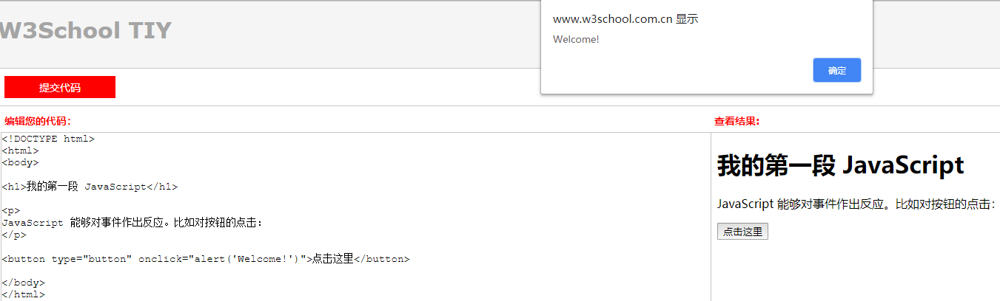 W3School TIY
www.w3school.com.cn 显示
Welcome!
确定
提交代码
编辑您的代码:
<!DOCTYPE html>
<html>
<body>
<h1>我的第一段 JavaScript</h1>
<p>
JavaScript 能够对事件作出反应。比如对按钮的点击:
</p>
<button type="button" onclick="alert('Welcome!')">点击这里</button>
</body>
</html>
查看结果:
我的第一段 JavaScript
JavaScript 能够对事件作出反应。比如对按钮的点击:
点击这里